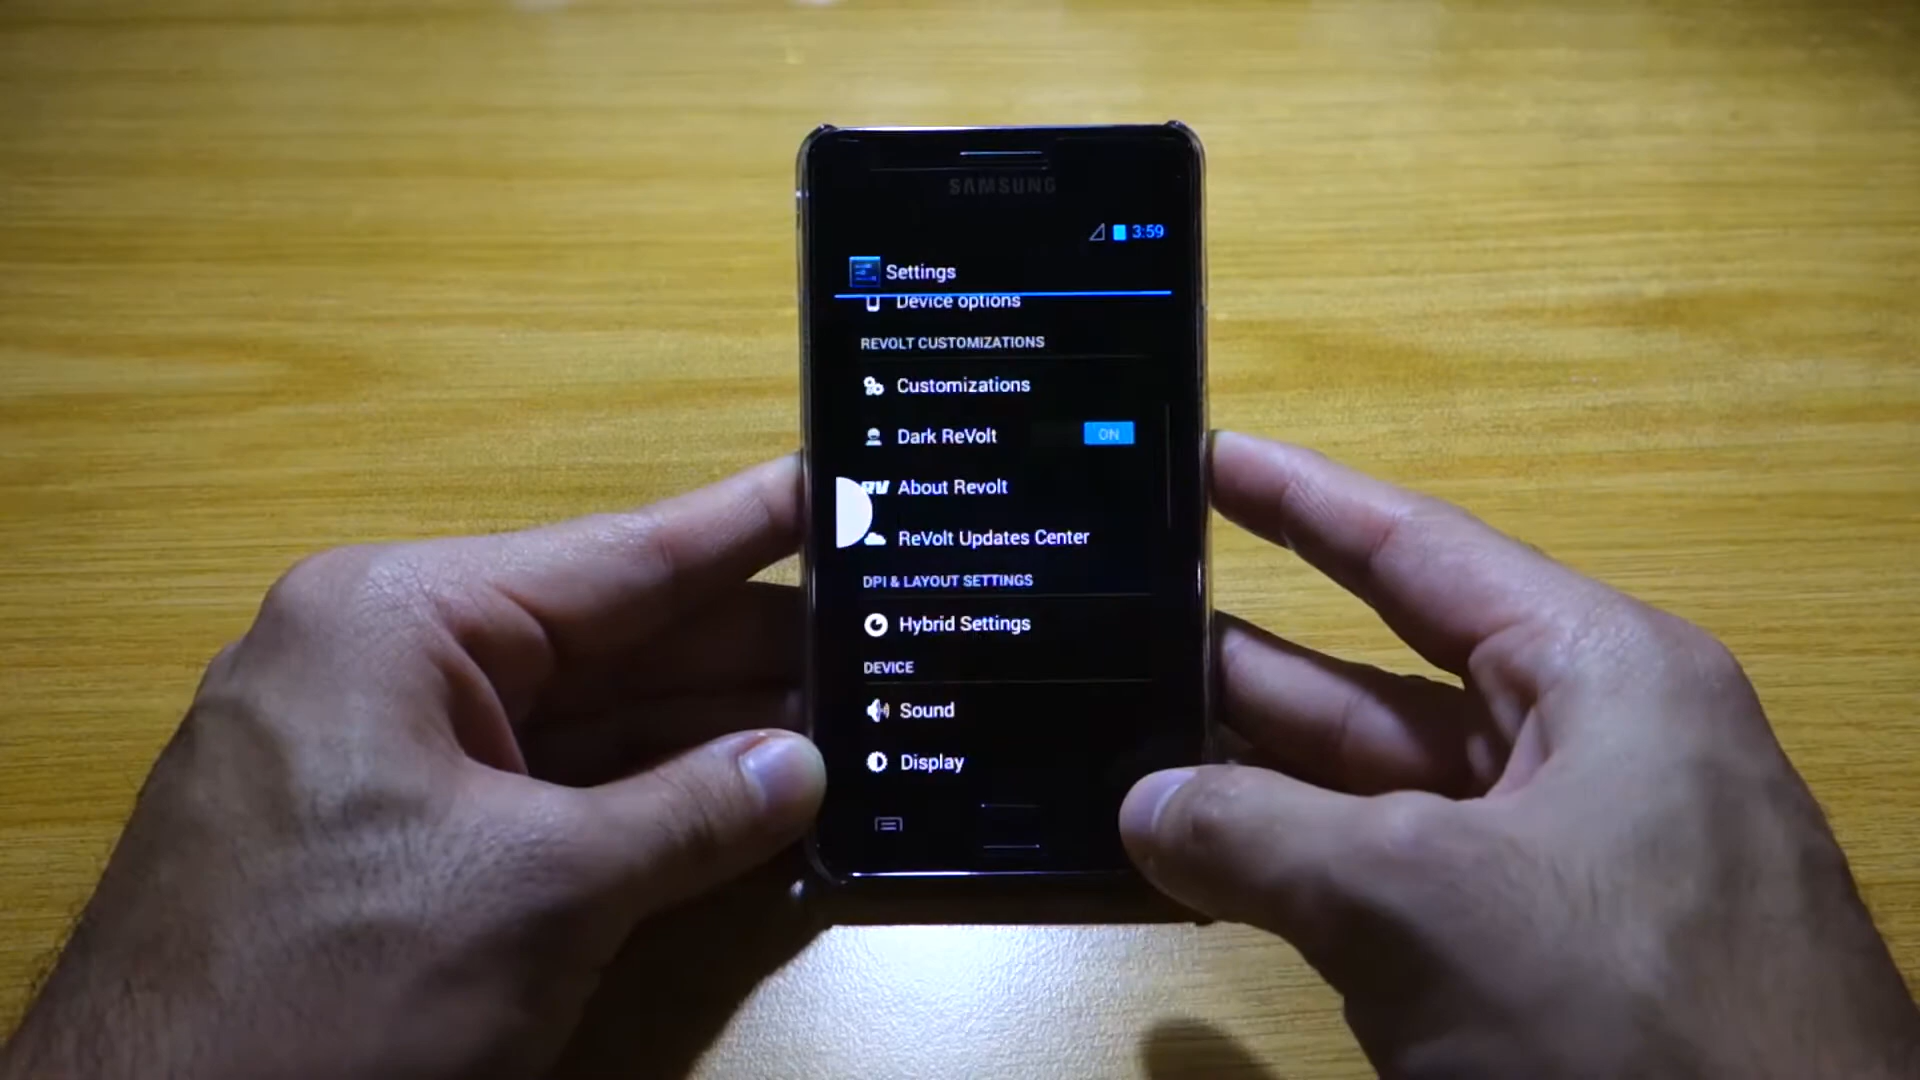 SAMSUNG
3:59
Settings
Device options
REVOLT CUSTOMIZATIONS
Customizations
Dark ReVolt
ON
RV About Revolt
ReVolt Updates Center
DPI & LAYOUT SETTINGS
Hybrid Settings
DEVICE
Sound
Display